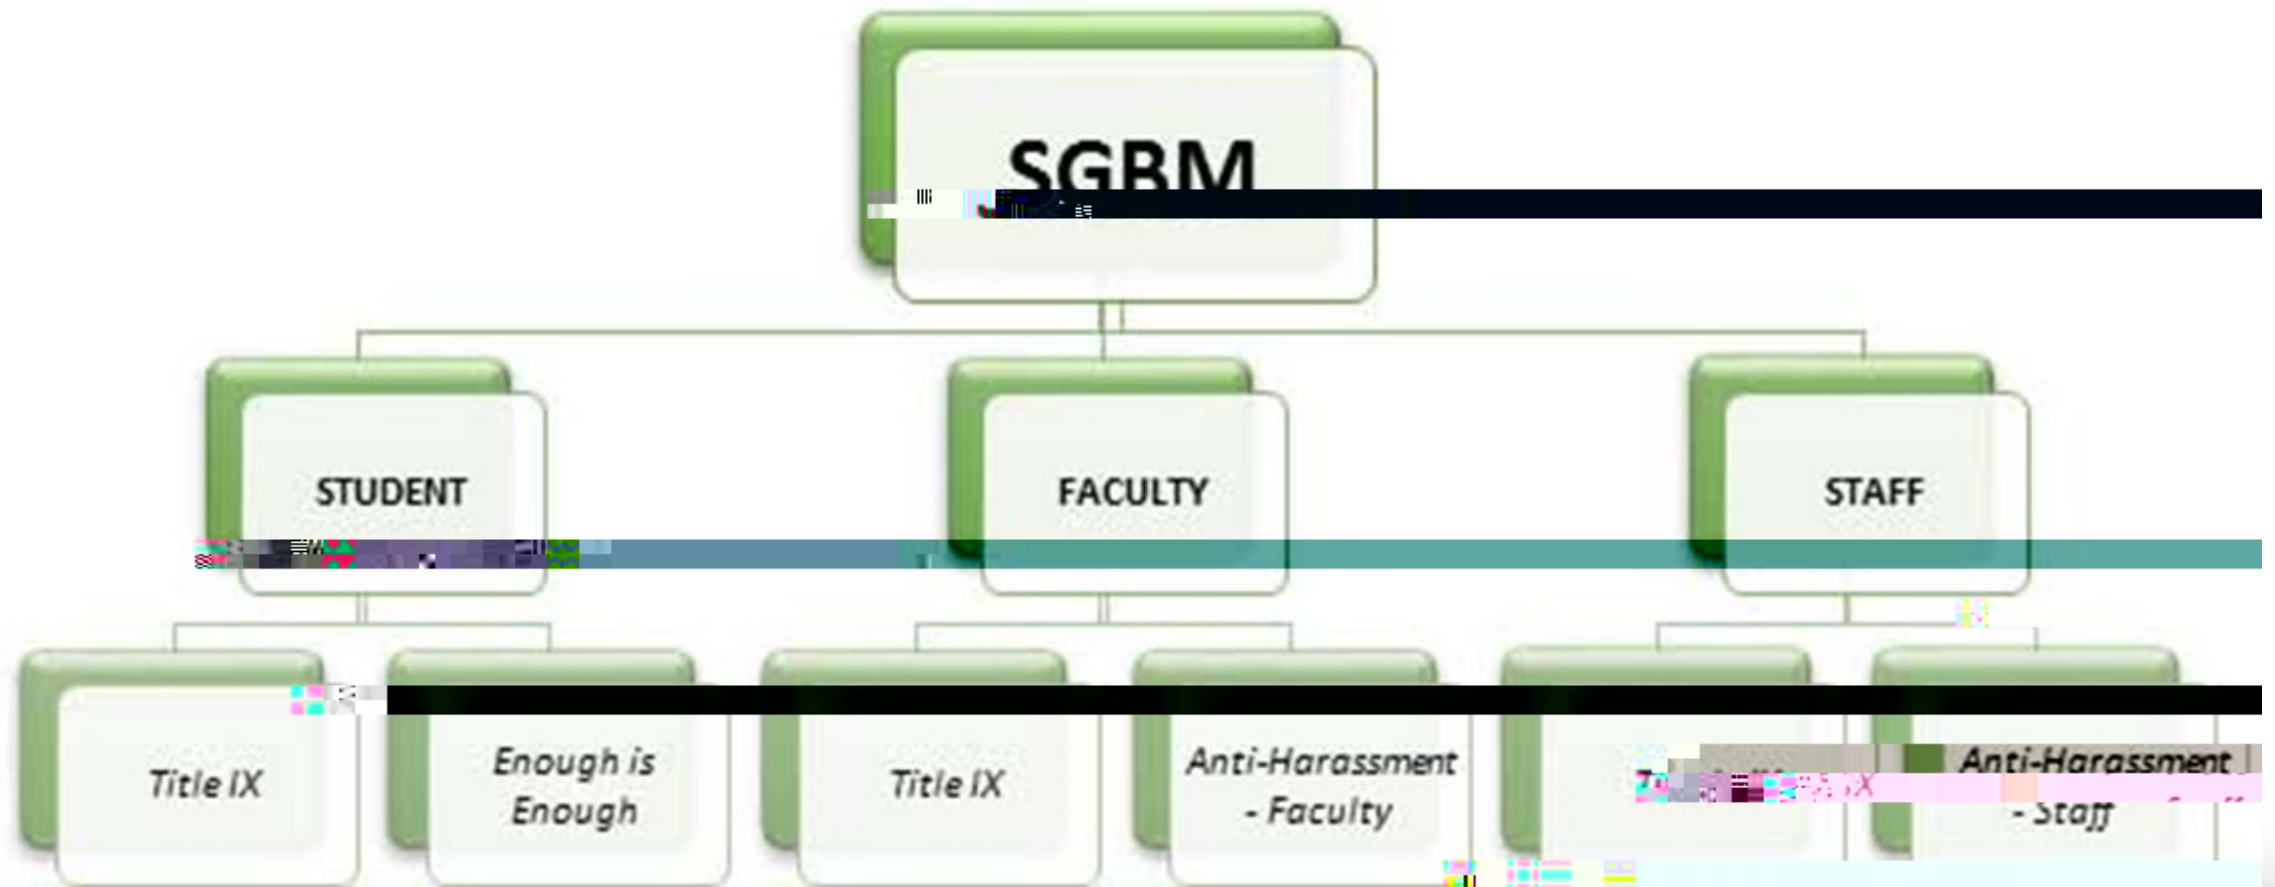 SGBM
STUDENT
FACULTY
STAFF
Title IX
Enough is
Enough
Title IX
Anti-Harassment
- Faculty
Anti-Harassment
- Staff